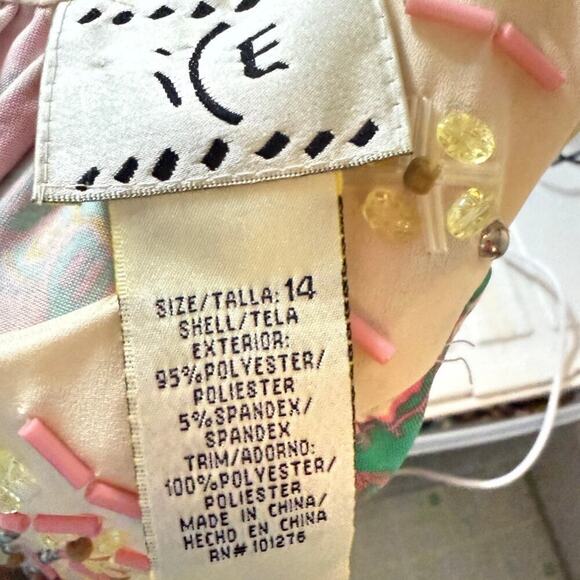 iCE
SIZE/TALLA: 14
SHELL/TELA
EXTERIOR:
95%POLYESTER/
POLIESTER
5%SPANDEX/
SPANDEX
TRIM/ADORNO:
100%POLYESTER/
POLIESTER
MADE IN CHINA/
HECHO EN CHINA
RN# 101276